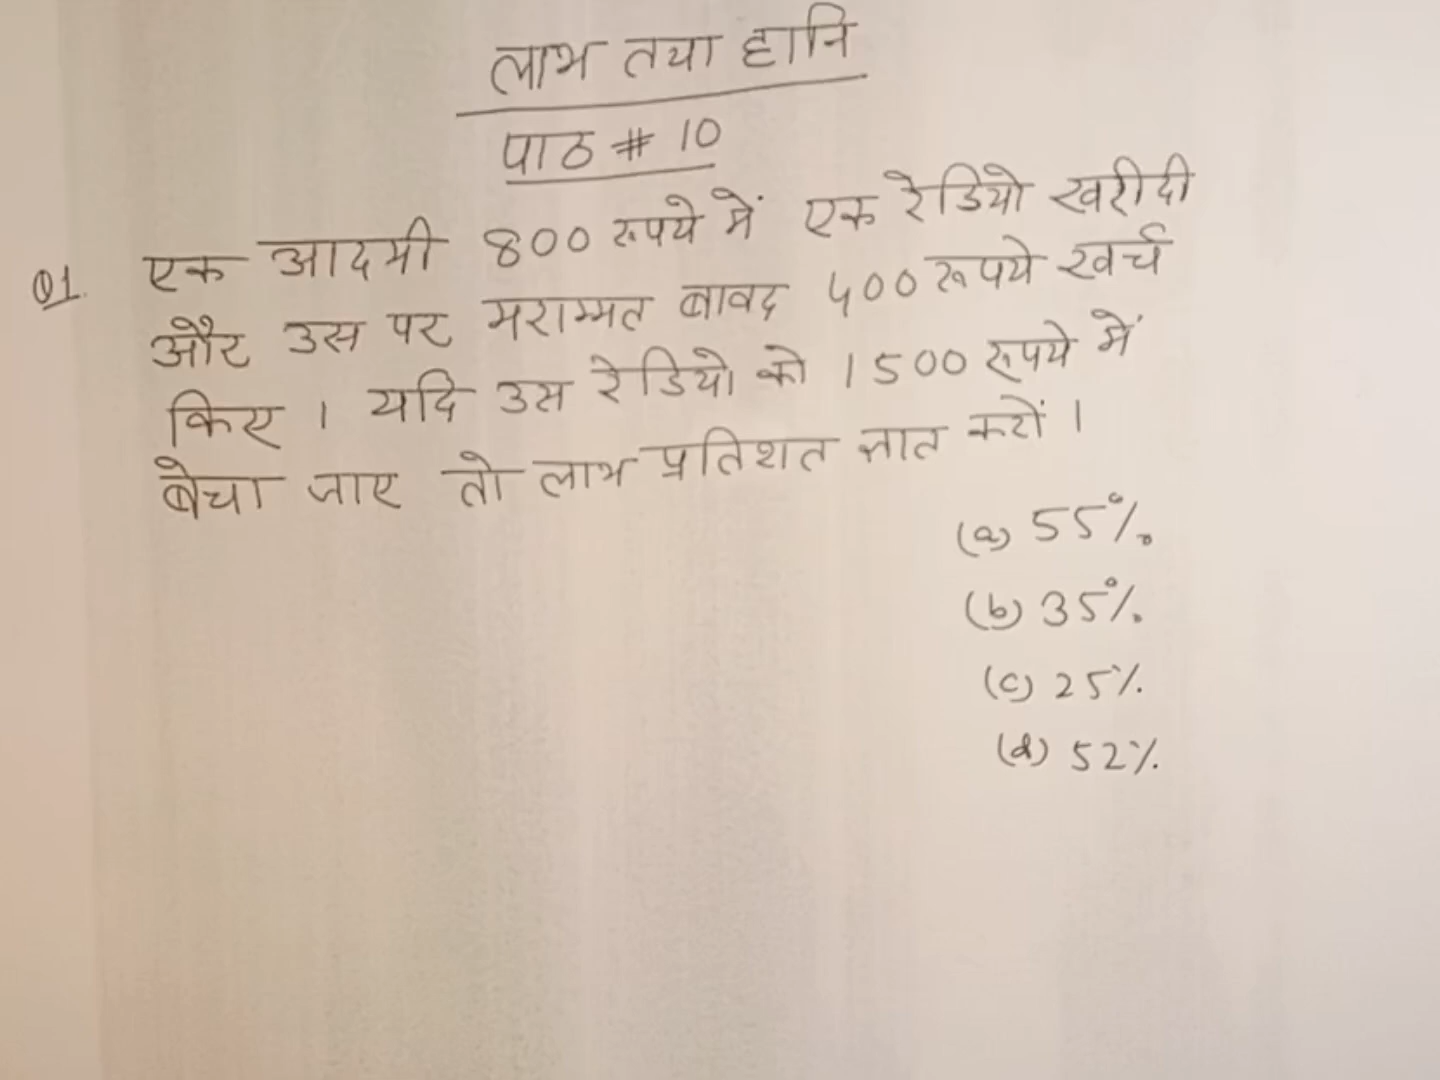 लाभ तथा हानि
पाठ # 10
Q1. एक आदमी 800 रुपये में एक रेडियो खरीदी
और उस पर मराम्मत बावद 400 रूपये खर्च
किए । यदि उस रेडियो को 1500 रुपये में
बेचा जाए तो लाभ प्रतिशत ज्ञात करों ।
(a) 55%
(b) 35%
(c) 25%
(d) 52%